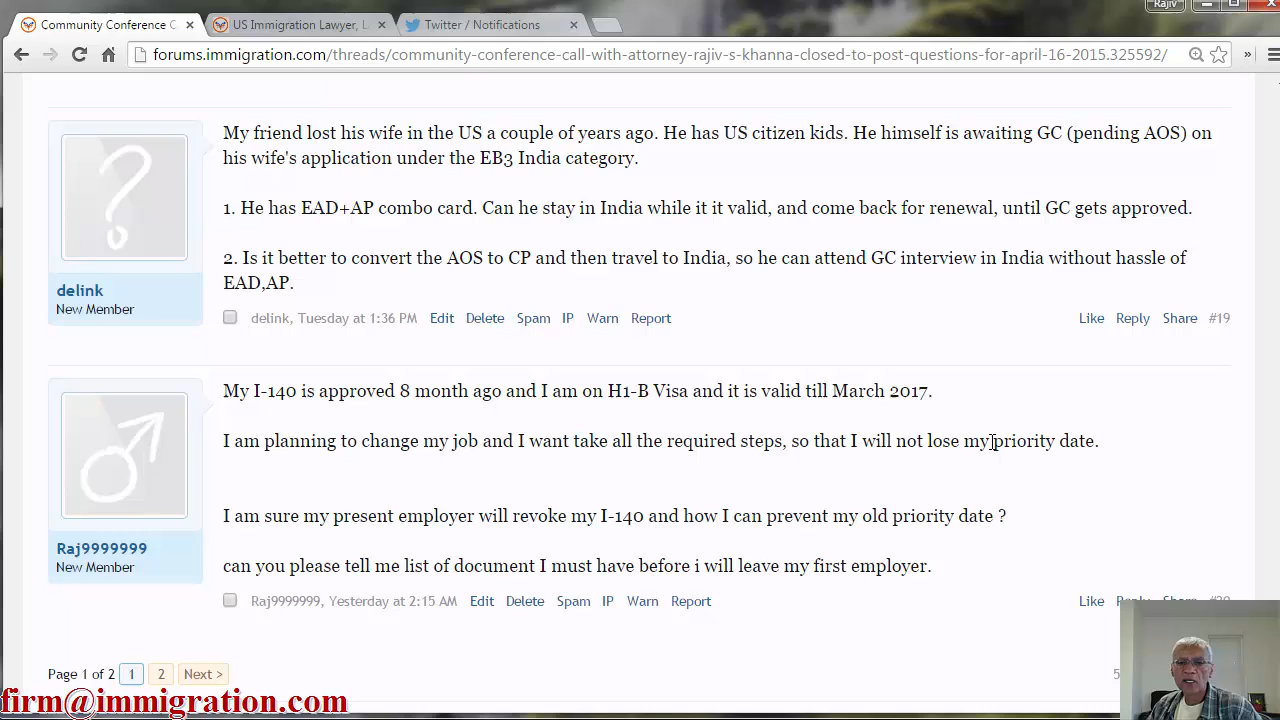 Rajiv
Community Conference C
US Immigration Lawyer, L
Twitter / Notifications
forums.immigration.com/threads/community-conference-call-with-attorney-rajiv-s-khanna-closed-to-post-questions-for-april-16-2015.325592/
My friend lost his wife in the US a couple of years ago. He has US citizen kids. He himself is awaiting GC (pending AOS) on
his wife's application under the EB3 India category.
1. He has EAD+AP combo card. Can he stay in India while it it valid, and come back for renewal, until GC gets approved.
2. Is it better to convert the AOS to CP and then travel to India, so he can attend GC interview in India without hassle of
EAD,AP.
delink
New Member
delink, Tuesday at 1:36 PM Edit Delete Spam IP Warn Report Like Reply Share #19
My I-140 is approved 8 month ago and I am on H1-B Visa and it is valid till March 2017.
I am planning to change my job and I want take all the required steps, so that I will not lose my priority date.
I am sure my present employer will revoke my I-140 and how I can prevent my old priority date ?
can you please tell me list of document I must have before i will leave my first employer.
Raj9999999
New Member
Raj9999999, Yesterday at 2:15 AM Edit Delete Spam IP Warn Report Like Reply Share #20
Page 1 of 2 1 2 Next >
firm@immigration.com